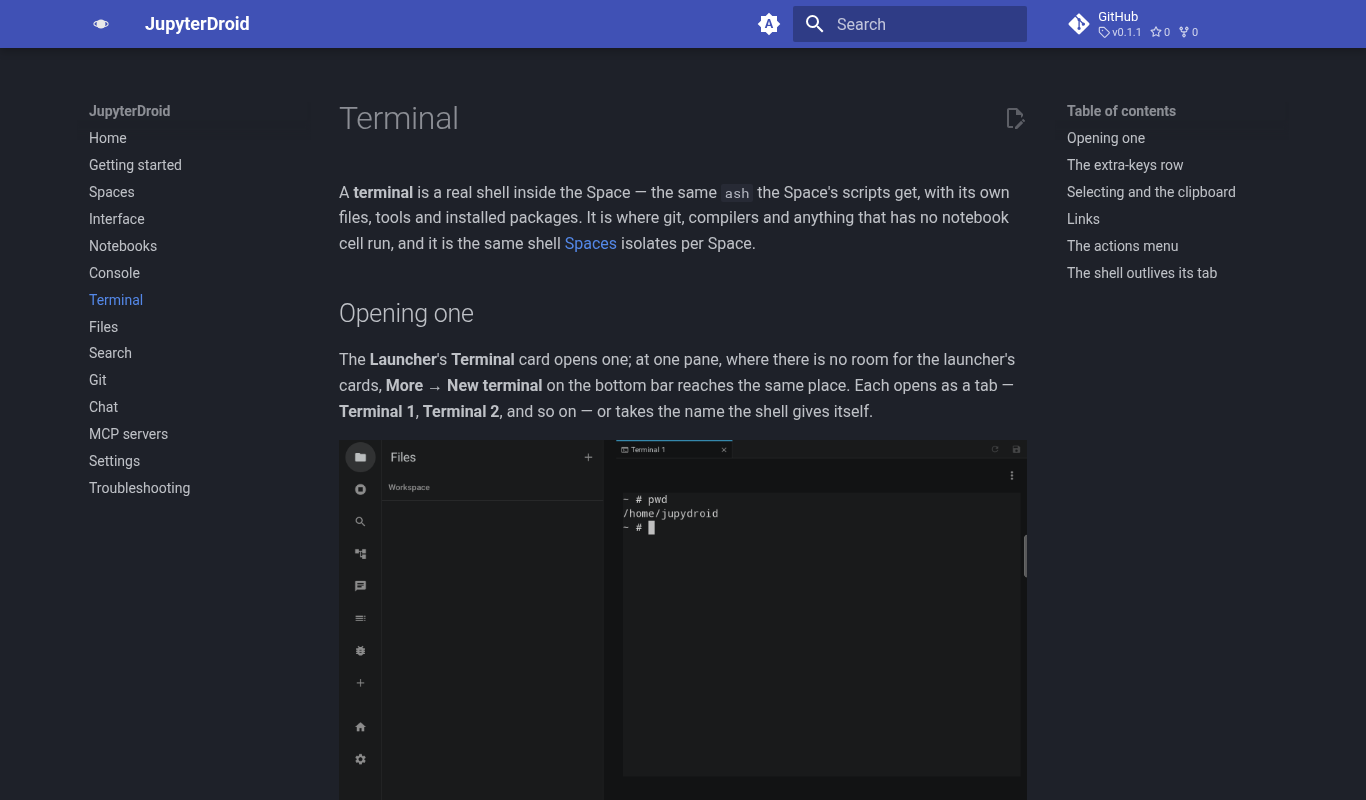 JupyterDroid
Search
GitHub
v0.1.1 0 0
JupyterDroid
Home
Getting started
Spaces
Interface
Notebooks
Console
Terminal
Files
Search
Git
Chat
MCP servers
Settings
Troubleshooting
Terminal
A terminal is a real shell inside the Space — the same ash the Space's scripts get, with its own
files, tools and installed packages. It is where git, compilers and anything that has no notebook
cell run, and it is the same shell Spaces isolates per Space.
Opening one
The Launcher's Terminal card opens one; at one pane, where there is no room for the launcher's
cards, More → New terminal on the bottom bar reaches the same place. Each opens as a tab —
Terminal 1, Terminal 2, and so on — or takes the name the shell gives itself.
Files
Workspace
Terminal 1
~ # pwd
/home/jupydroid
~ #
Table of contents
Opening one
The extra-keys row
Selecting and the clipboard
Links
The actions menu
The shell outlives its tab